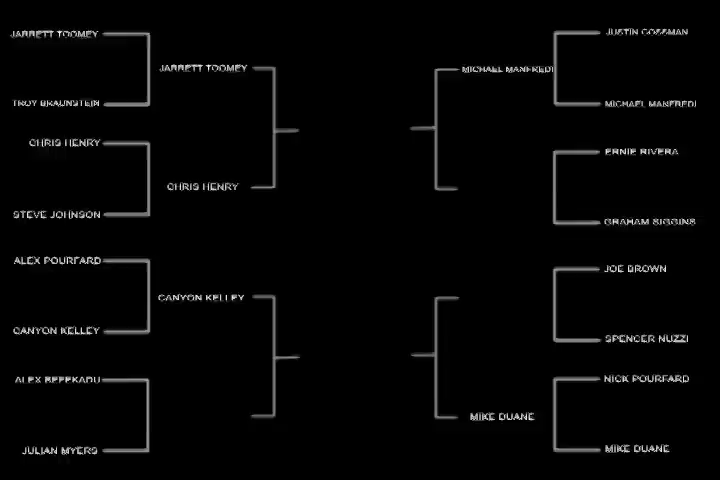 JARRETT TOOMEY
TROY BRAUNSTEIN
CHRIS HENRY
STEVE JOHNSON
ALEX POURFARD
CANYON KELLEY
ALEX BEFEKADU
JULIAN MYERS
JARRETT TOOMEY
CHRIS HENRY
CANYON KELLEY
MICHAEL MANFREDI
MIKE DUANE
JUSTIN COSSMAN
MICHAEL MANFREDI
ERNIE RIVERA
GRAHAM SIGGINS
JOE BROWN
SPENCER NUZZI
NICK POURFARD
MIKE DUANE